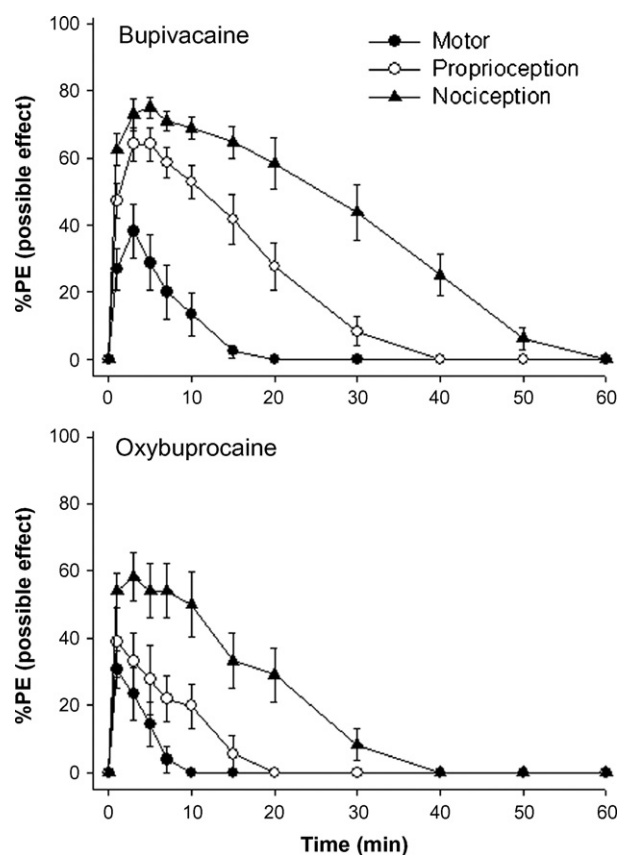 Bupivacaine
Motor
Proprioception
Nociception
%PE (possible effect)
100
80
60
40
20
0
0 10 20 30 40 50 60
Oxybuprocaine
%PE (possible effect)
100
80
60
40
20
0
0 10 20 30 40 50 60
Time (min)